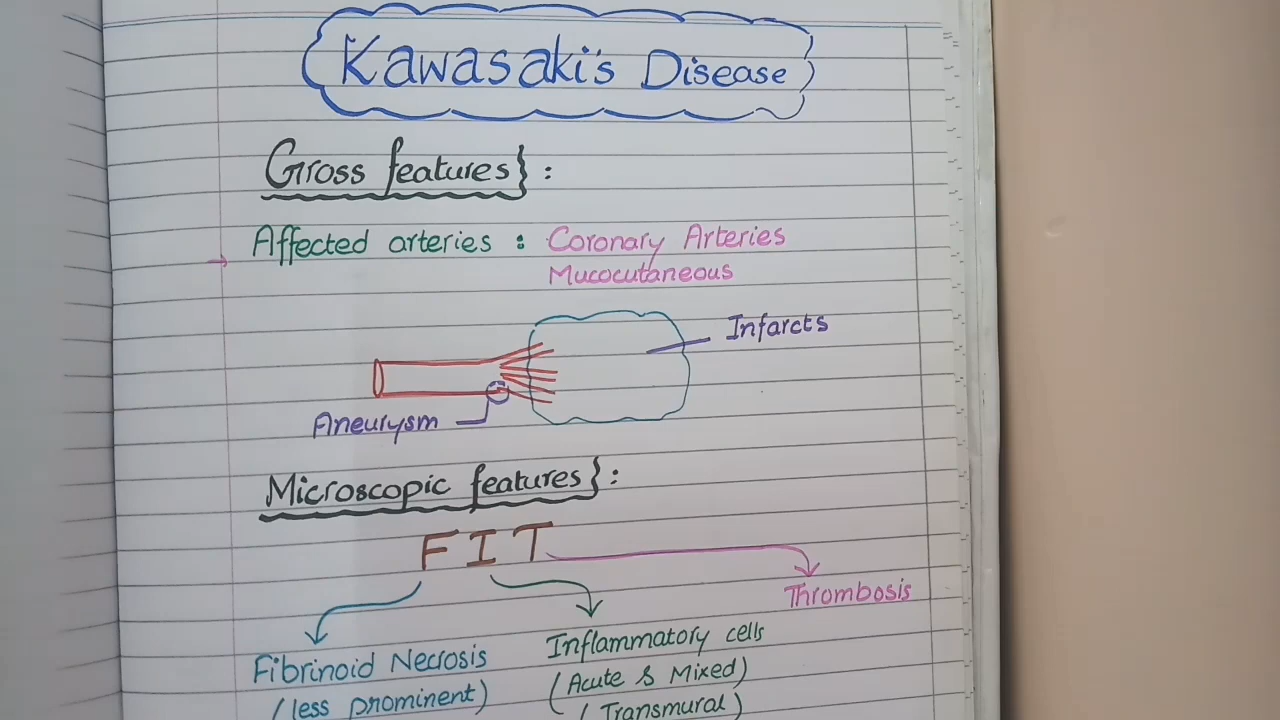 Kawasaki's Disease
Gross features} :
Affected arteries : Coronary Arteries
Mucocutaneous
Infarcts
Aneurysm
Microscopic features} :
FIT
Thrombosis
Fibrinoid Necrosis
(less prominent)
Inflammatory cells
(Acute & Mixed)
(Transmural)